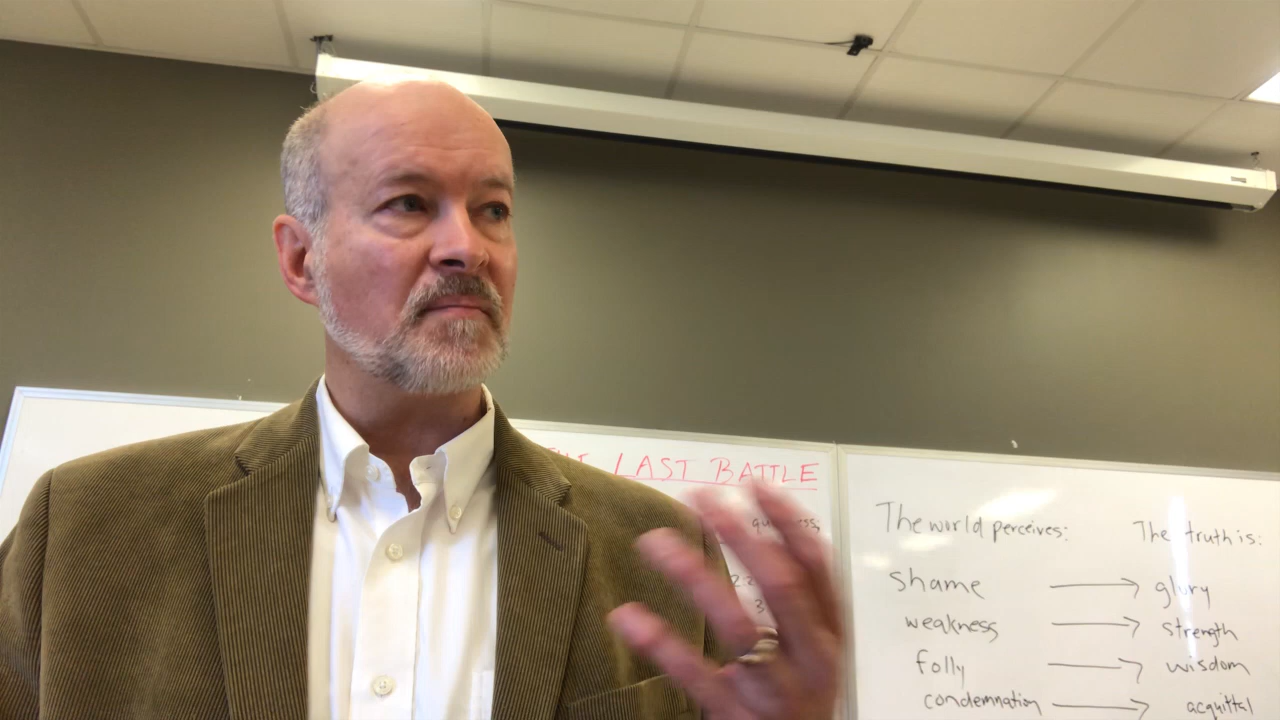 LAST BATTLE
The world perceives: The truth is:
shame → glory
weakness → strength
folly → wisdom
condemnation → acquittal